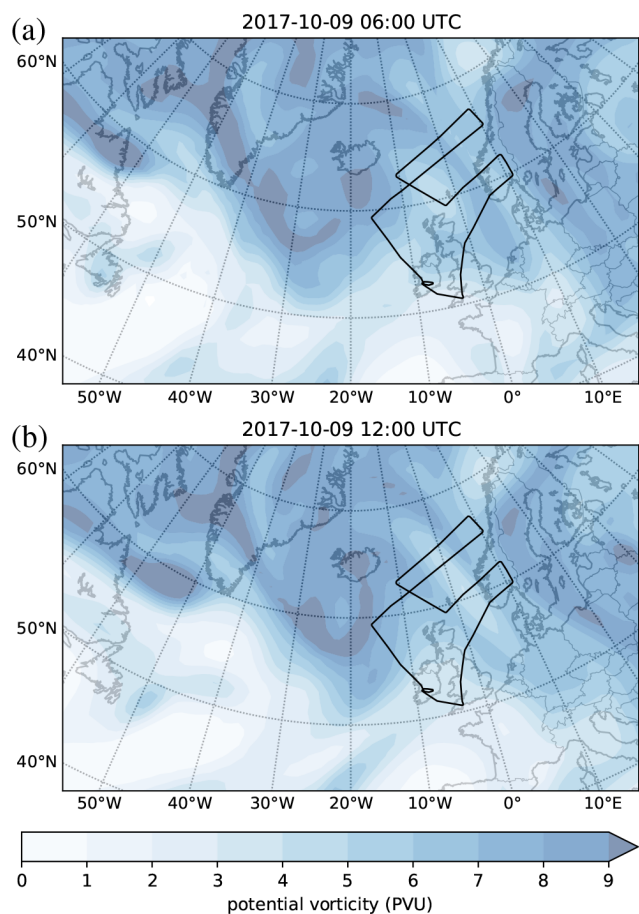 (a)
2017-10-09 06:00 UTC
60°N
50°N
40°N
50°W 40°W 30°W 20°W 10°W 0° 10°E
(b)
2017-10-09 12:00 UTC
60°N
50°N
40°N
50°W 40°W 30°W 20°W 10°W 0° 10°E
0 1 2 3 4 5 6 7 8 9
potential vorticity (PVU)